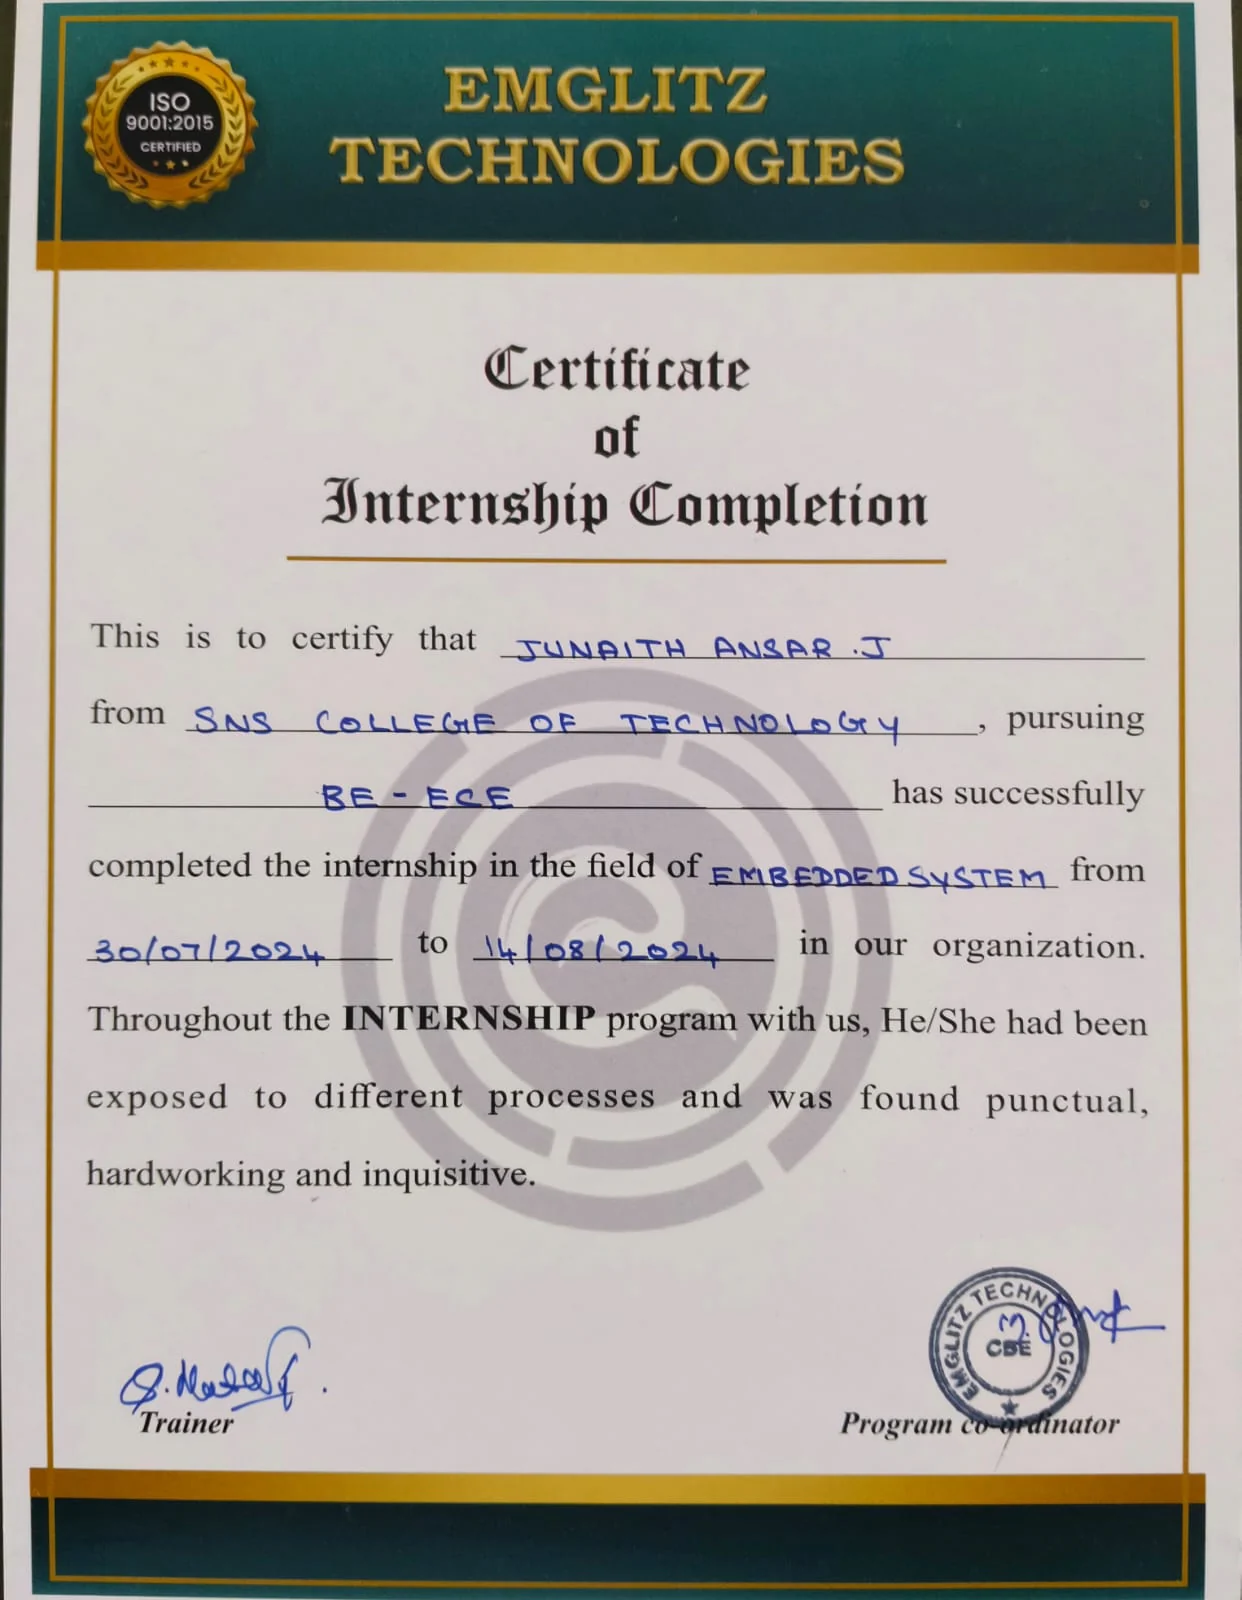 ISO
9001:2015
CERTIFIED
EMGLITZ
TECHNOLOGIES
Certificate
of
Internship Completion
This is to certify that JUNAITH ANSAR .J
from SNS COLLEGE OF TECHNOLOGY, pursuing
BE - ECE has successfully
completed the internship in the field of EMBEDDED SYSTEM from
30/07/2024 to 14/08/2024 in our organization.
Throughout the INTERNSHIP program with us, He/She had been
exposed to different processes and was found punctual,
hardworking and inquisitive.
EMGLITZ TECHNOLOGIES
CBE
Trainer
Program co-ordinator